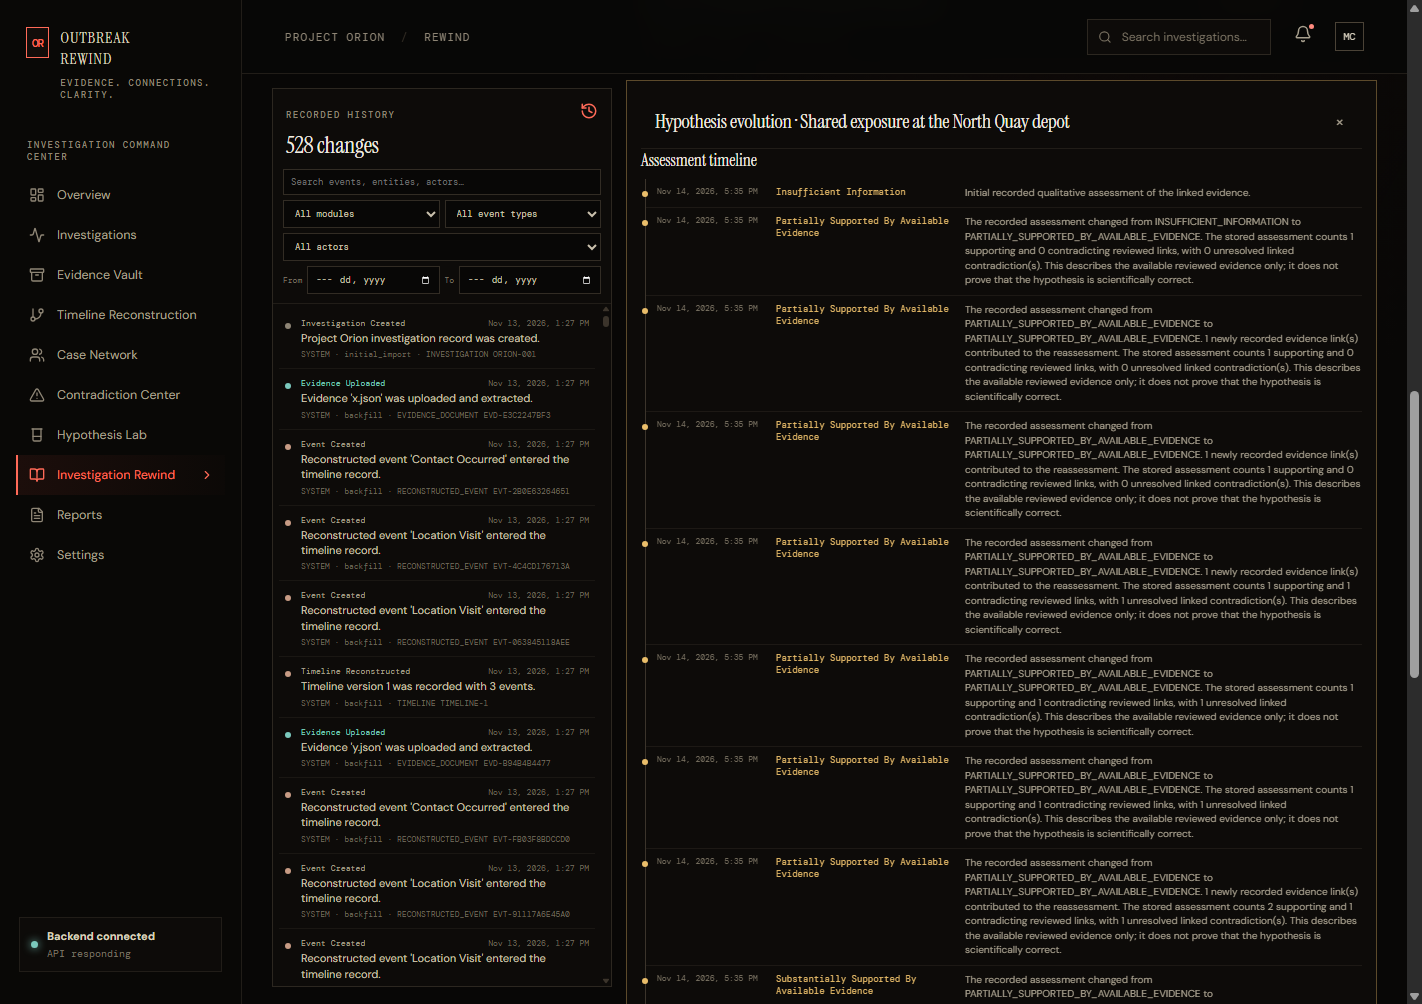 OR
OUTBREAK
REWIND
EVIDENCE. CONNECTIONS.
CLARITY.
INVESTIGATION COMMAND
CENTER
Overview
Investigations
Evidence Vault
Timeline Reconstruction
Case Network
Contradiction Center
Hypothesis Lab
Investigation Rewind
Reports
Settings
Backend connected
API responding
PROJECT ORION / REWIND
Search investigations...
MC
RECORDED HISTORY
528 changes
Search events, entities, actors…
All modules
All event types
All actors
From --- dd, yyyy To --- dd, yyyy
Investigation Created Nov 13, 2026, 1:27 PM
Project Orion investigation record was created.
SYSTEM · initial_import · INVESTIGATION ORION-001
Evidence Uploaded Nov 13, 2026, 1:27 PM
Evidence 'x.json' was uploaded and extracted.
SYSTEM · backfill · EVIDENCE_DOCUMENT EVD-E3C2247BF3
Event Created Nov 13, 2026, 1:27 PM
Reconstructed event 'Contact Occurred' entered the
timeline record.
SYSTEM · backfill · RECONSTRUCTED_EVENT EVT-2B0E63264651
Event Created Nov 13, 2026, 1:27 PM
Reconstructed event 'Location Visit' entered the
timeline record.
SYSTEM · backfill · RECONSTRUCTED_EVENT EVT-4C4CD176713A
Event Created Nov 13, 2026, 1:27 PM
Reconstructed event 'Location Visit' entered the
timeline record.
SYSTEM · backfill · RECONSTRUCTED_EVENT EVT-063845118AEE
Timeline Reconstructed Nov 13, 2026, 1:27 PM
Timeline version 1 was recorded with 3 events.
SYSTEM · backfill · TIMELINE TIMELINE-1
Evidence Uploaded Nov 13, 2026, 1:27 PM
Evidence 'y.json' was uploaded and extracted.
SYSTEM · backfill · EVIDENCE_DOCUMENT EVD-B94B4B4477
Event Created Nov 13, 2026, 1:27 PM
Reconstructed event 'Contact Occurred' entered the
timeline record.
SYSTEM · backfill · RECONSTRUCTED_EVENT EVT-FB03F8BDCCD0
Event Created Nov 13, 2026, 1:27 PM
Reconstructed event 'Location Visit' entered the
timeline record.
SYSTEM · backfill · RECONSTRUCTED_EVENT EVT-91117A6E45A0
Event Created Nov 13, 2026, 1:27 PM
Reconstructed event 'Location Visit' entered the
timeline record.
Hypothesis evolution · Shared exposure at the North Quay depot ×
Assessment timeline
Nov 14, 2026, 5:35 PM
Insufficient Information
Initial recorded qualitative assessment of the linked evidence.
Nov 14, 2026, 5:35 PM
Partially Supported By Available
Evidence
The recorded assessment changed from INSUFFICIENT_INFORMATION to
PARTIALLY_SUPPORTED_BY_AVAILABLE_EVIDENCE. The stored assessment counts 1
supporting and 0 contradicting reviewed links, with 0 unresolved linked
contradiction(s). This describes the available reviewed evidence only; it does not
prove that the hypothesis is scientifically correct.
Nov 14, 2026, 5:35 PM
Partially Supported By Available
Evidence
The recorded assessment changed from
PARTIALLY_SUPPORTED_BY_AVAILABLE_EVIDENCE to
PARTIALLY_SUPPORTED_BY_AVAILABLE_EVIDENCE. 1 newly recorded evidence link(s)
contributed to the reassessment. The stored assessment counts 1 supporting and 0
contradicting reviewed links, with 0 unresolved linked contradiction(s). This describes
the available reviewed evidence only; it does not prove that the hypothesis is
scientifically correct.
Nov 14, 2026, 5:35 PM
Partially Supported By Available
Evidence
The recorded assessment changed from
PARTIALLY_SUPPORTED_BY_AVAILABLE_EVIDENCE to
PARTIALLY_SUPPORTED_BY_AVAILABLE_EVIDENCE. 1 newly recorded evidence link(s)
contributed to the reassessment. The stored assessment counts 1 supporting and 0
contradicting reviewed links, with 0 unresolved linked contradiction(s). This describes
the available reviewed evidence only; it does not prove that the hypothesis is
scientifically correct.
Nov 14, 2026, 5:35 PM
Partially Supported By Available
Evidence
The recorded assessment changed from
PARTIALLY_SUPPORTED_BY_AVAILABLE_EVIDENCE to
PARTIALLY_SUPPORTED_BY_AVAILABLE_EVIDENCE. 1 newly recorded evidence link(s)
contributed to the reassessment. The stored assessment counts 1 supporting and 1
contradicting reviewed links, with 1 unresolved linked contradiction(s). This describes
the available reviewed evidence only; it does not prove that the hypothesis is
scientifically correct.
Nov 14, 2026, 5:35 PM
Partially Supported By Available
Evidence
The recorded assessment changed from
PARTIALLY_SUPPORTED_BY_AVAILABLE_EVIDENCE to
PARTIALLY_SUPPORTED_BY_AVAILABLE_EVIDENCE. The stored assessment counts 1
supporting and 1 contradicting reviewed links, with 1 unresolved linked
contradiction(s). This describes the available reviewed evidence only; it does not
prove that the hypothesis is scientifically correct.
Nov 14, 2026, 5:35 PM
Partially Supported By Available
Evidence
The recorded assessment changed from
PARTIALLY_SUPPORTED_BY_AVAILABLE_EVIDENCE to
PARTIALLY_SUPPORTED_BY_AVAILABLE_EVIDENCE. The stored assessment counts 1
supporting and 1 contradicting reviewed links, with 1 unresolved linked
contradiction(s). This describes the available reviewed evidence only; it does not
prove that the hypothesis is scientifically correct.
Nov 14, 2026, 5:35 PM
Partially Supported By Available
Evidence
The recorded assessment changed from
PARTIALLY_SUPPORTED_BY_AVAILABLE_EVIDENCE to
PARTIALLY_SUPPORTED_BY_AVAILABLE_EVIDENCE. 1 newly recorded evidence link(s)
contributed to the reassessment. The stored assessment counts 2 supporting and 1
contradicting reviewed links, with 1 unresolved linked contradiction(s). This describes
the available reviewed evidence only; it does not prove that the hypothesis is
scientifically correct.
Nov 14, 2026, 5:35 PM
Substantially Supported By
Available Evidence
The recorded assessment changed from
PARTIALLY_SUPPORTED_BY_AVAILABLE_EVIDENCE to